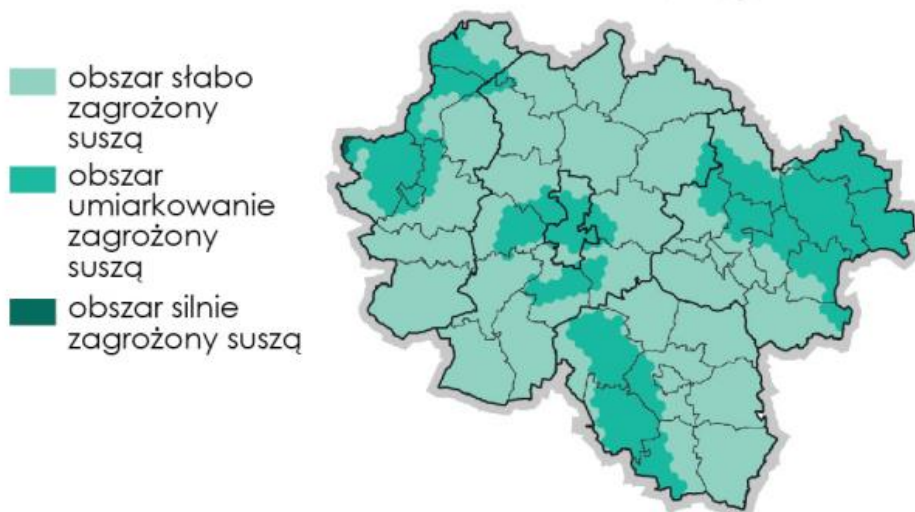 obszar słabo
zagrożony
suszą
obszar
umiarkowanie
zagrożony
suszą
obszar silnie
zagrożony suszą